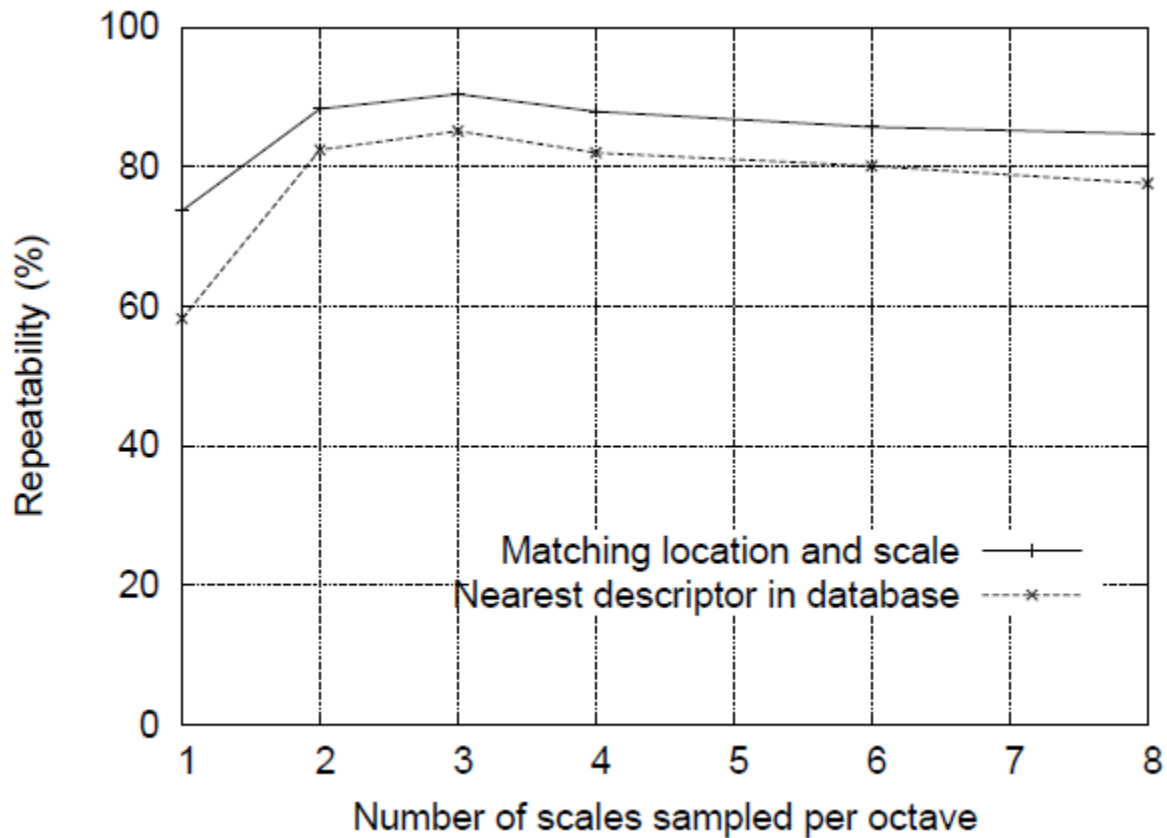 100
80
60
40
20
0
Repeatability (%)
Matching location and scale
Nearest descriptor in database
1 2 3 4 5 6 7 8
Number of scales sampled per octave